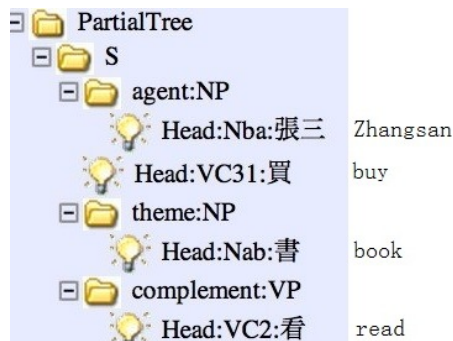 PartialTree
S
agent:NP
Head:Nba:張三 Zhangsan
Head:VC31:買 buy
theme:NP
Head:Nab:書 book
complement:VP
Head:VC2:看 read